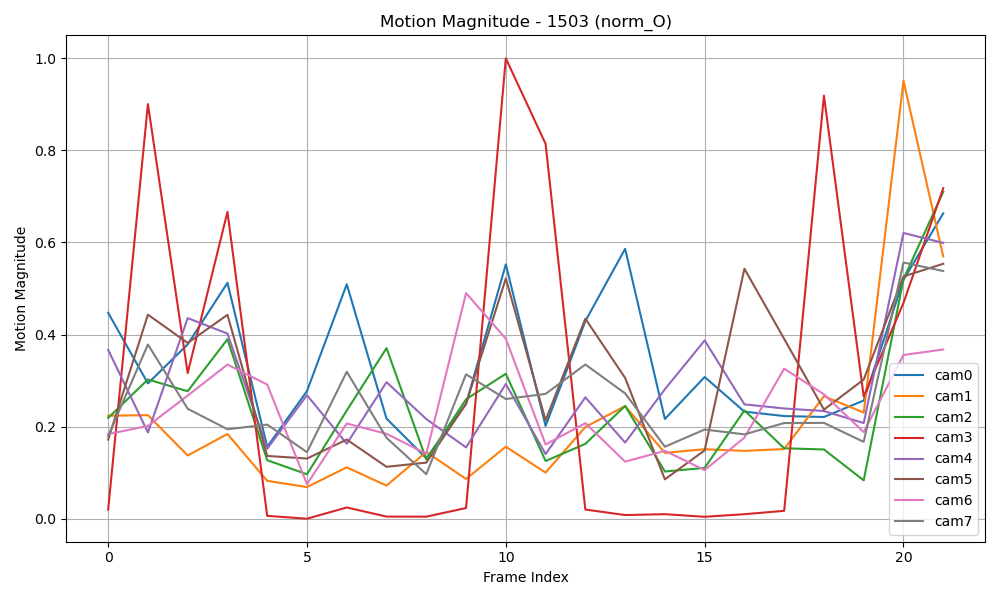 Motion Magnitude - 1503 (norm_O)
Motion Magnitude
1.0
0.8
0.6
0.4
0.2
0.0
0
5
10
15
20
Frame Index
cam0
cam1
cam2
cam3
cam4
cam5
cam6
cam7